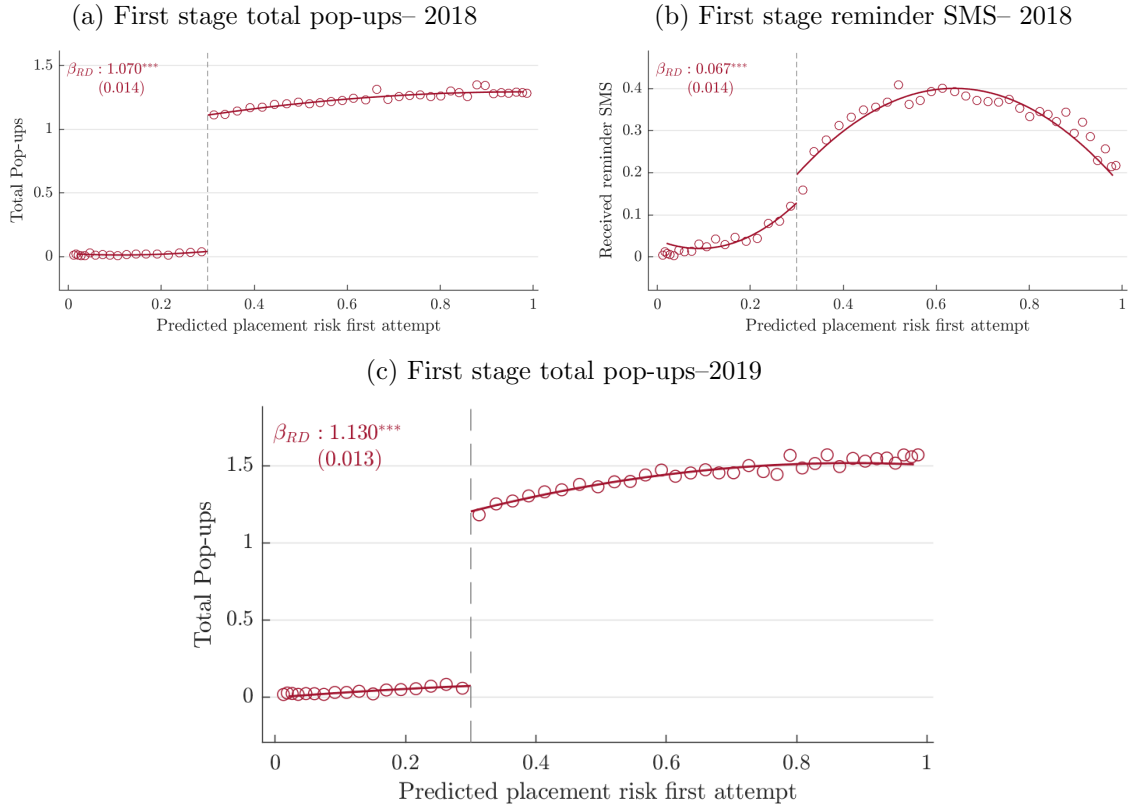 (a) First stage total pop-ups– 2018
β_RD : 1.070***
(0.014)
1.5
1
0.5
0
Total Pop-ups
0 0.2 0.4 0.6 0.8 1
Predicted placement risk first attempt
(b) First stage reminder SMS– 2018
β_RD : 0.067***
(0.014)
0.4
0.3
0.2
0.1
0
Received reminder SMS
0 0.2 0.4 0.6 0.8 1
Predicted placement risk first attempt
(c) First stage total pop-ups–2019
β_RD : 1.130***
(0.013)
1.5
1
0.5
0
Total Pop-ups
0 0.2 0.4 0.6 0.8 1
Predicted placement risk first attempt